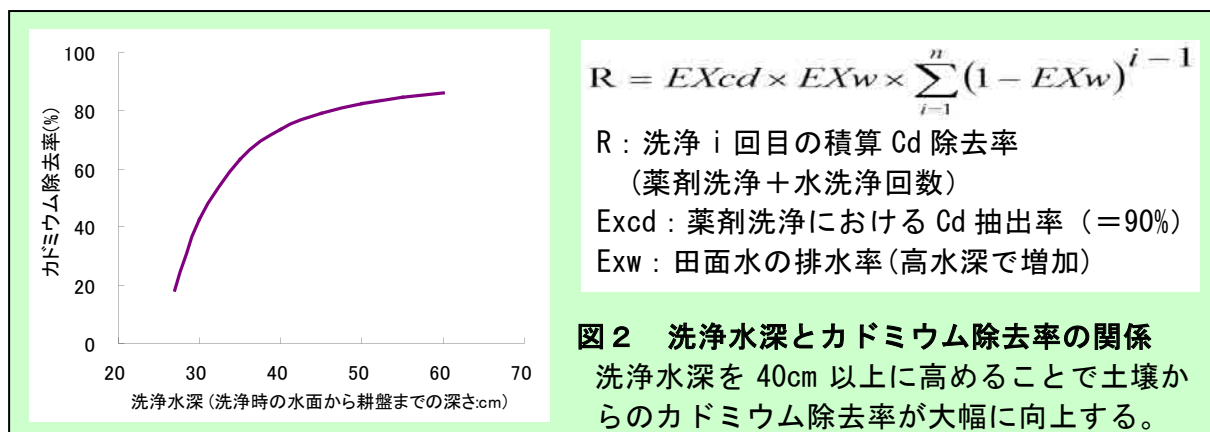 100
80
60
40
20
0
カドミウム除去率(%)
20 30 40 50 60 70
洗浄水深(洗浄時の水面から耕盤までの深さ:cm)
R = EXcd × EXw × \sum_{i-1}^{n} (1 − EXw)^{i − 1}
R：洗浄 i 回目の積算 Cd 除去率
(薬剤洗浄＋水洗浄回数)
Excd：薬剤洗浄における Cd 抽出率（＝90%）
Exw：田面水の排水率(高水深で増加)
図２　洗浄水深とカドミウム除去率の関係
洗浄水深を 40cm 以上に高めることで土壌か
らのカドミウム除去率が大幅に向上する。